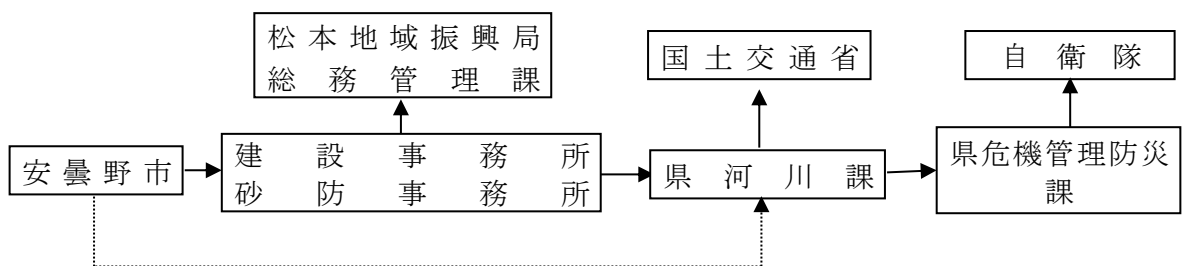 松本地域振興局
総務管理課
国土交通省
自衛隊
安曇野市
建設事務所
砂防事務所
県河川課
県危機管理防災
課